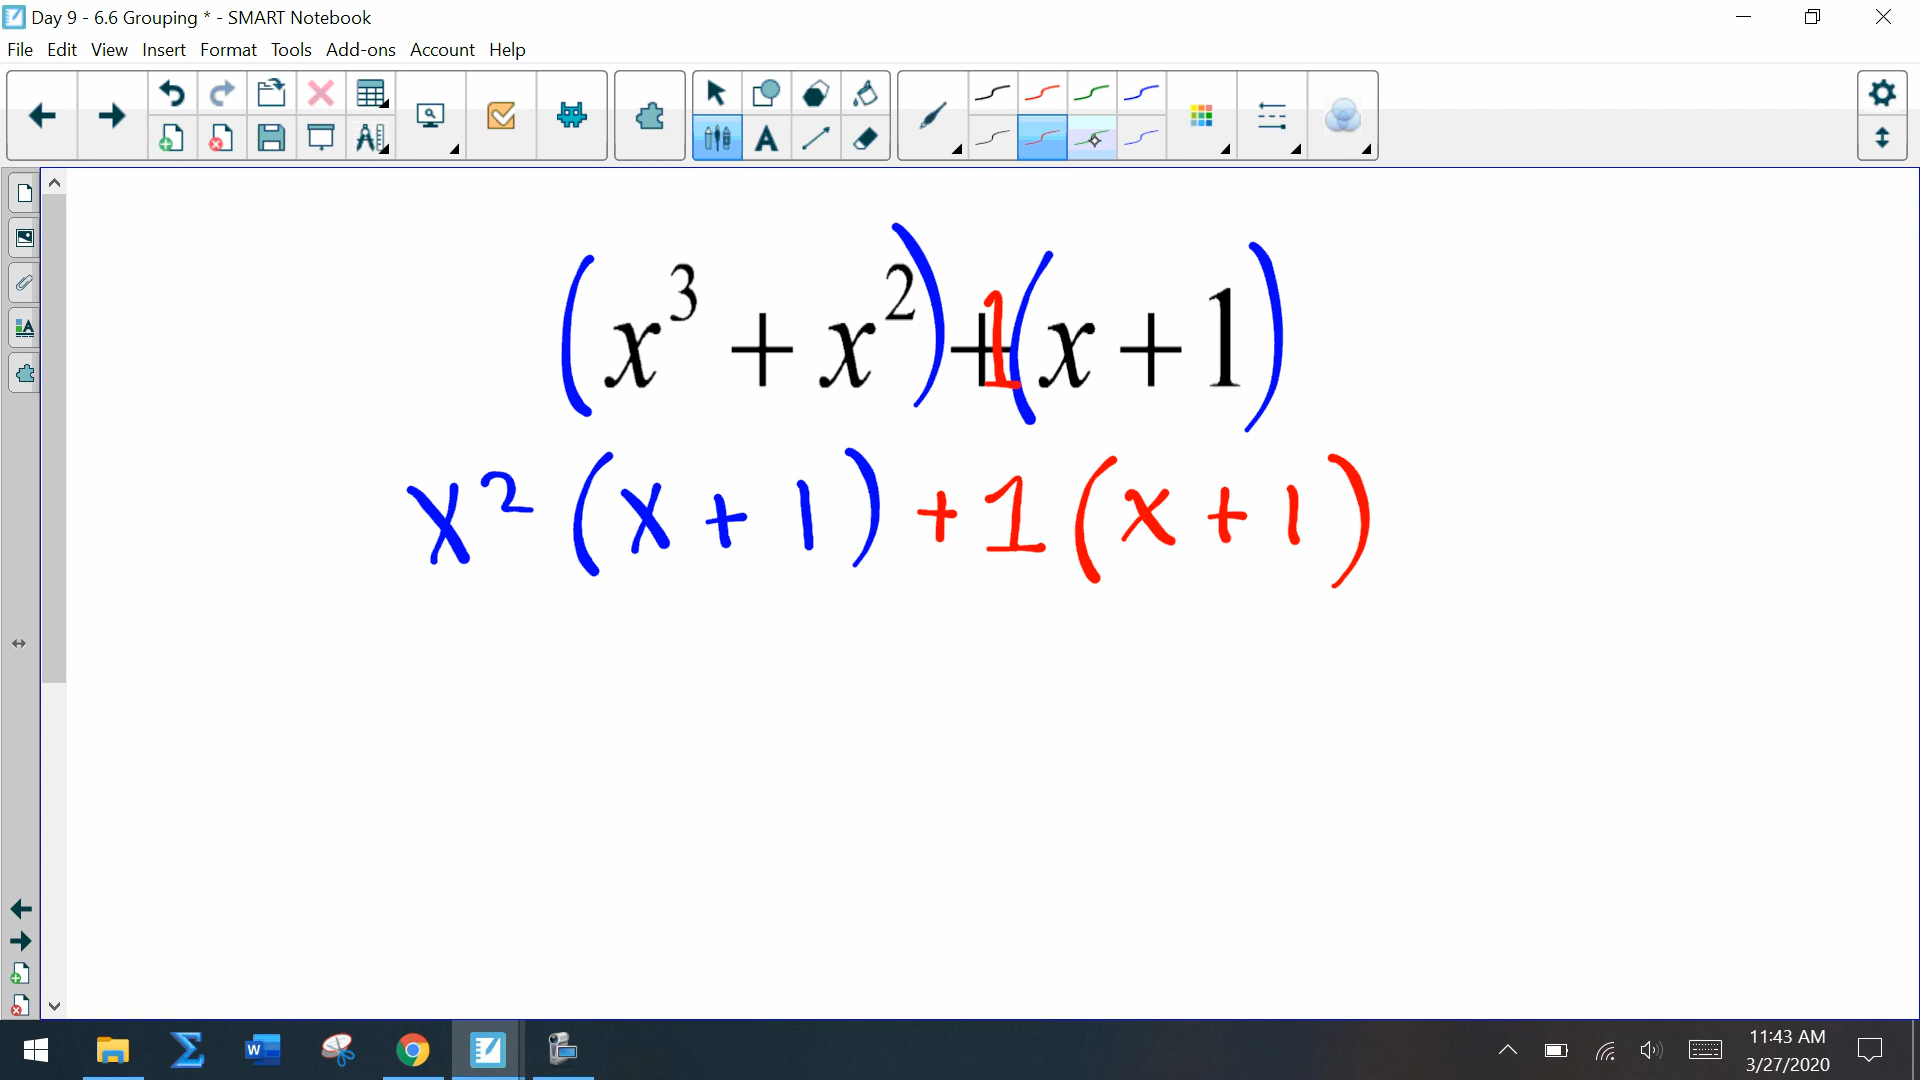 Day 9 - 6.6 Grouping * - SMART Notebook
File Edit View Insert Format Tools Add-ons Account Help
(x³ + x²) + 1(x + 1)
x² (x + 1) + 1 (x + 1)
11:43 AM
3/27/2020